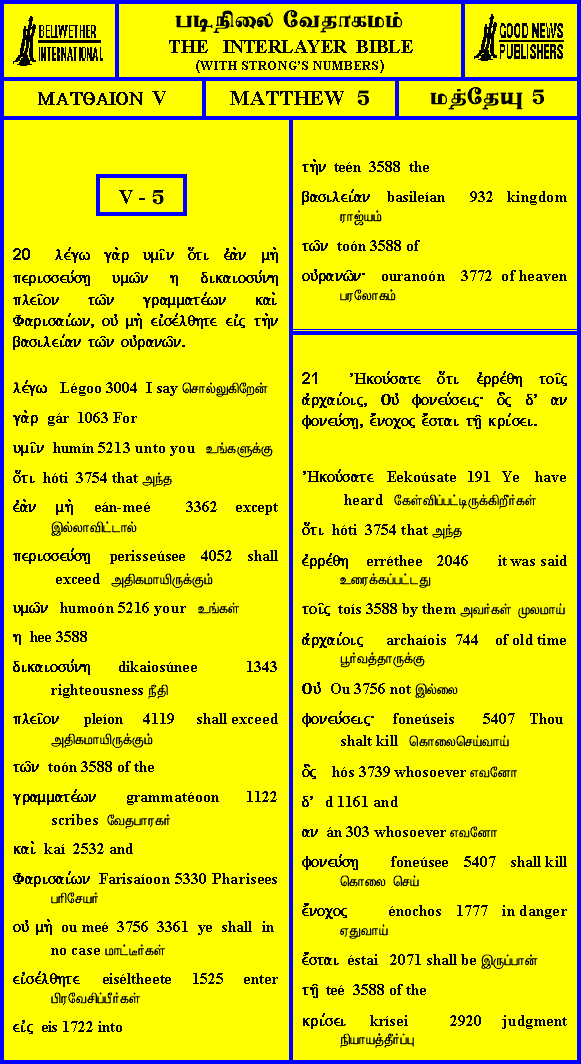 BELLWETHER
INTERNATIONAL
படிநிலை வேதாகமம்
THE INTERLAYER BIBLE
(WITH STRONG'S NUMBERS)
GOOD NEWS
PUBLISHERS
ΜΑΤΘΑΙΟΝ V
MATTHEW 5
மத்தேயு 5
V - 5
20 λέγω γὰρ υμῖν ὅτι ἐὰν μὴ
περισσεύση υμῶν η δικαιοσύνη
πλεῖον τῶν γραμματέων καὶ
Φαρισαίων, οὐ μὴ εἰσέλθητε εἰς τὴν
βασιλείαν τῶν οὐρανῶν.
λέγω Légoo 3004 I say சொல்லுகிறேன்
γὰρ gár 1063 For
υμῖν humín 5213 unto you உங்களுக்கு
ὅτι hóti 3754 that அந்த
ἐὰν μὴ eán-meé 3362 except
இல்லாவிட்டால்
περισσεύση perisseúsee 4052 shall
exceed அதிகமாயிருக்கும்
υμῶν humoón 5216 your உங்கள்
η hee 3588
δικαιοσύνη dikaiosúnee 1343
righteousness நீதி
πλεῖον pleíon 4119 shall exceed
அதிகமாயிருக்கும்
τῶν toón 3588 of the
γραμματέων grammatéoon 1122
scribes வேதபாரகர்
καὶ kaí 2532 and
Φαρισαίων Farisaíoon 5330 Pharisees
பரிசேயர்
οὐ μὴ ou meé 3756 3361 ye shall in
no case மாட்டீர்கள்
εἰσέλθητε eiséltheete 1525 enter
பிரவேசிப்பீர்கள்
εἰς eis 1722 into
τὴν teén 3588 the
βασιλείαν basileían 932 kingdom
ராஜ்யம்
τῶν toón 3588 of
οὐρανῶν· ouranoón 3772 of heaven
பரலோகம்
21 Ἠκούσατε ὅτι ἐρρέθη τοῖς
ἀρχαίοις, Οὐ φονεύσεις· ὃς δ' αν
φονεύση, ἔνοχος ἔσται τῇ κρίσει.
Ἠκούσατε Eekoúsate 191 Ye have
heard கேள்விப்பட்டிருக்கிறீர்கள்
ὅτι hóti 3754 that அந்த
ἐρρέθη erréthee 2046 it was said
உரைக்கப்பட்டது
τοῖς toís 3588 by them அவர்கள் முலமாய்
ἀρχαίοις archaíois 744 of old time
பூர்வத்தாருக்கு
Οὐ Ou 3756 not இல்லை
φονεύσεις· foneúseis 5407 Thou
shalt kill கொலைசெய்வாய்
ὃς hós 3739 whosoever எவனோ
δ' d 1161 and
αν án 303 whosoever எவனோ
φονεύση foneúsee 5407 shall kill
கொலை செய்
ἔνοχος énochos 1777 in danger
ஏதுவாய்
ἔσται éstai 2071 shall be இருப்பான்
τῇ teé 3588 of the
κρίσει krísei 2920 judgment
நியாயத்தீர்ப்பு